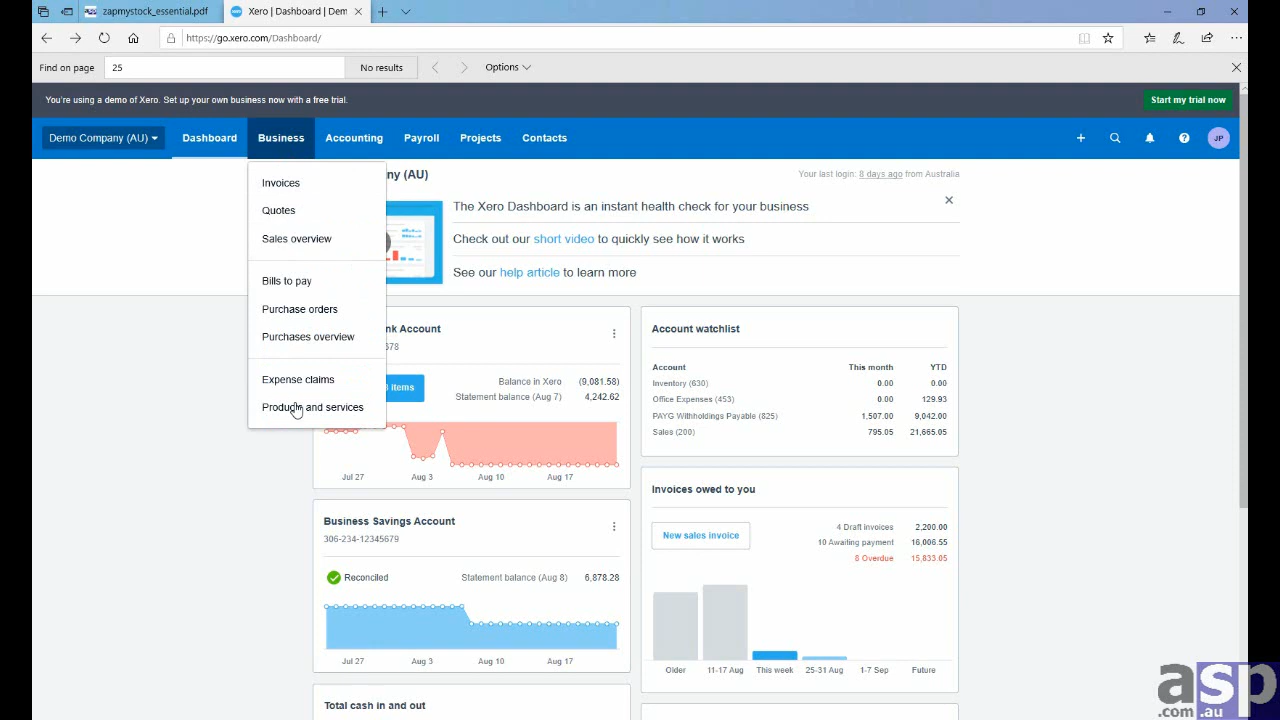 zapmystock_essential.pdf
Xero | Dashboard | Dem
https://go.xero.com/Dashboard/
Find on page
25
No results
Options
You're using a demo of Xero. Set up your own business now with a free trial.
Start my trial now
Demo Company (AU)
Dashboard
Business
Accounting
Payroll
Projects
Contacts
JP
Invoices
Quotes
Sales overview
Bills to pay
Purchase orders
Purchases overview
Expense claims
Products and services
ny (AU)
Your last login: 8 days ago from Australia
The Xero Dashboard is an instant health check for your business
Check out our short video to quickly see how it works
See our help article to learn more
nk Account
678
items
Balance in Xero (9,081.58)
Statement balance (Aug 7) 4,242.62
Jul 27 Aug 3 Aug 10 Aug 17
Business Savings Account
306-234-12345679
Reconciled
Statement balance (Aug 8) 6,878.28
Jul 27 Aug 3 Aug 10 Aug 17
Total cash in and out
Account watchlist
Account This month YTD
Inventory (630) 0.00 0.00
Office Expenses (453) 0.00 129.93
PAYG Withholdings Payable (825) 1,507.00 9,042.00
Sales (200) 795.05 21,665.05
Invoices owed to you
New sales invoice
4 Draft invoices 2,200.00
10 Awaiting payment 16,006.55
8 Overdue 15,833.05
Older 11-17 Aug This week 25-31 Aug 1-7 Sep Future
asp
.com.au